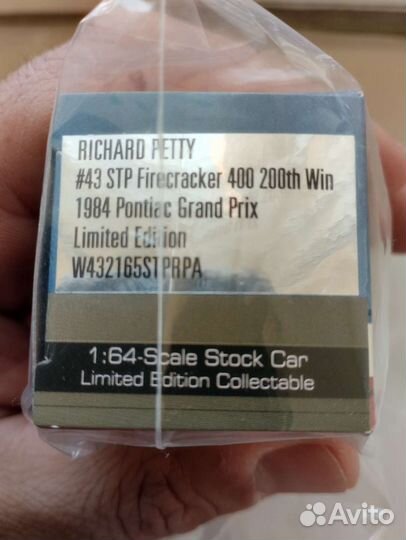 RICHARD PETTY
#43 STP Firecracker 400 200th Win
1984 Pontiac Grand Prix
Limited Edition
W432165STPRPA
1:64-Scale Stock Car
Limited Edition Collectable
Avito